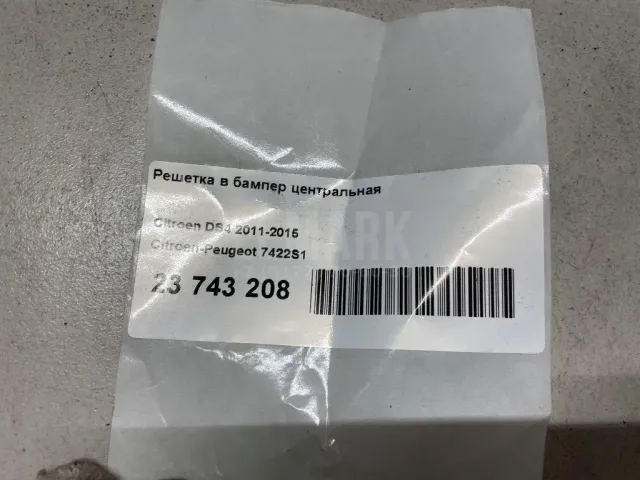 Решетка в бампер центральная
Citroen DS4 2011-2015
Citroen-Peugeot 7422S1
23 743 208